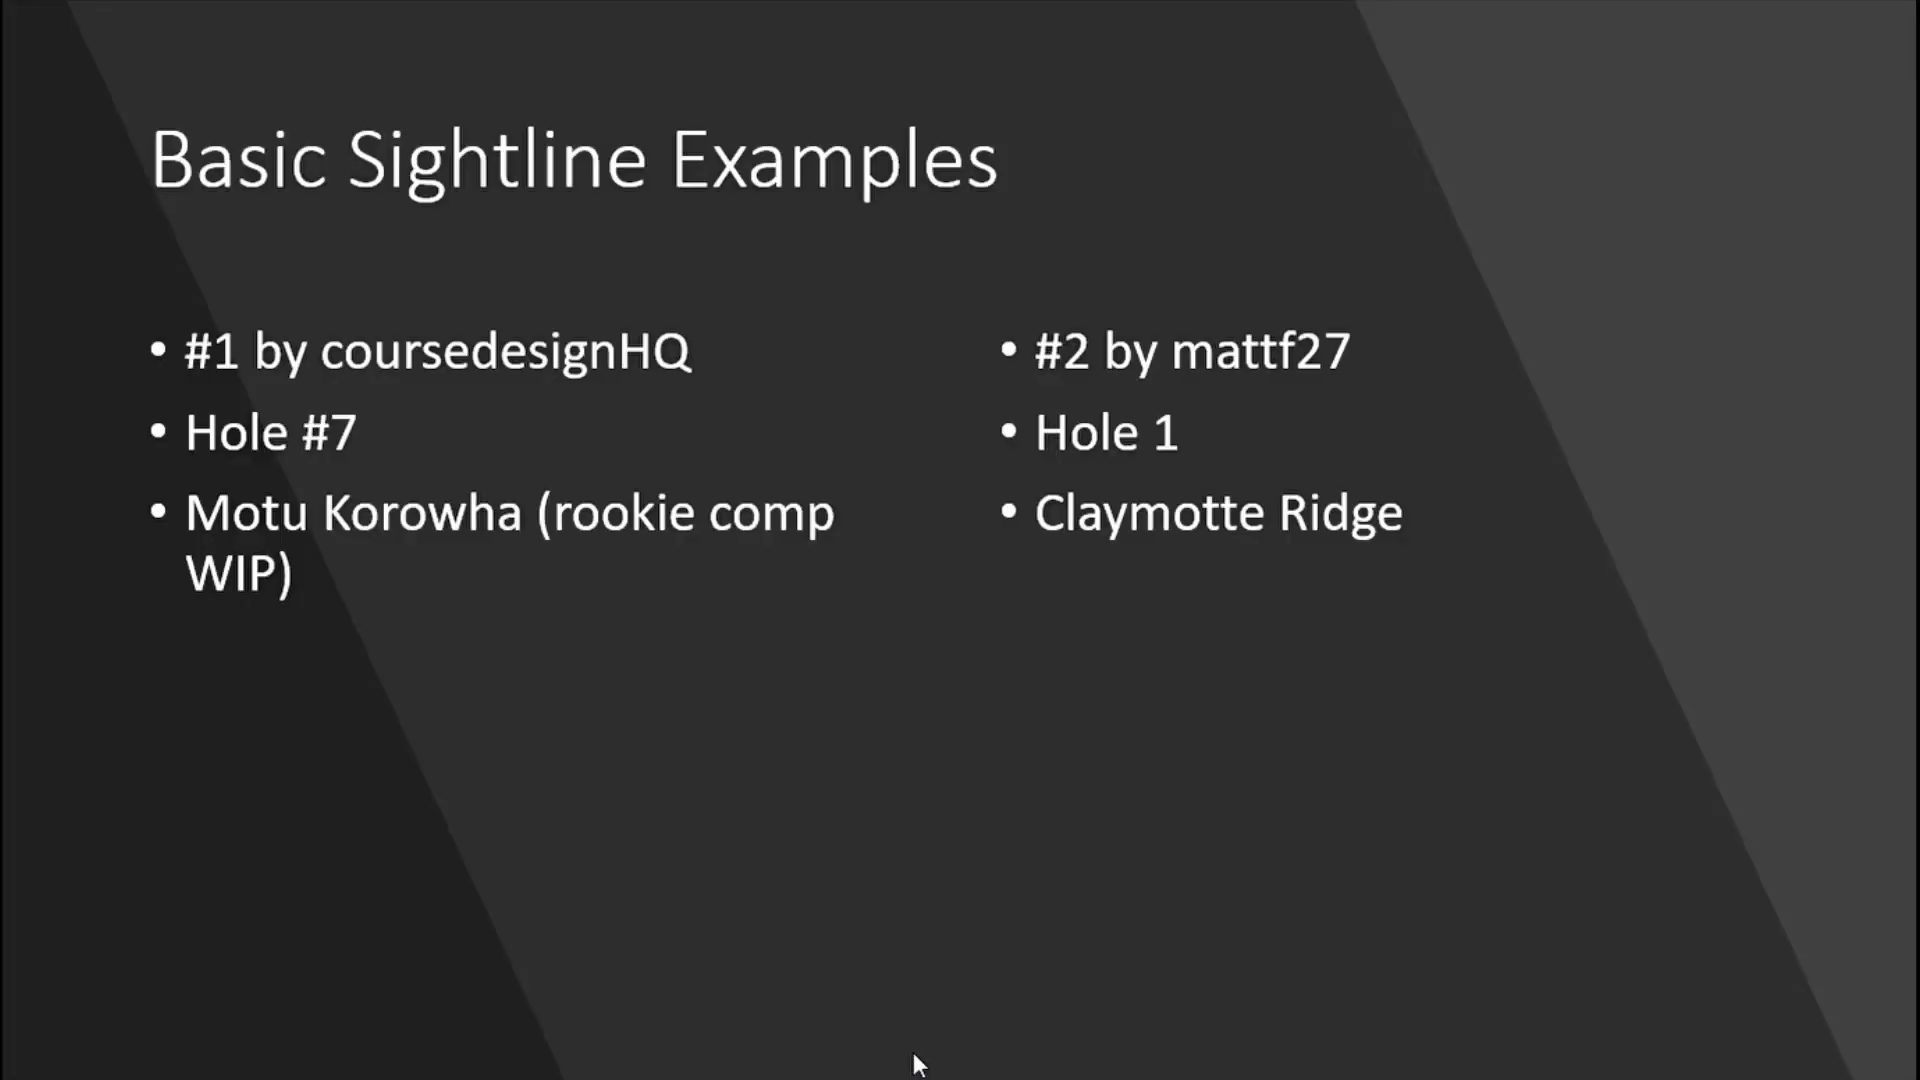 Basic Sightline Examples
• #1 by coursedesignHQ
• Hole #7
• Motu Korowha (rookie comp
WIP)
• #2 by mattf27
• Hole 1
• Claymotte Ridge